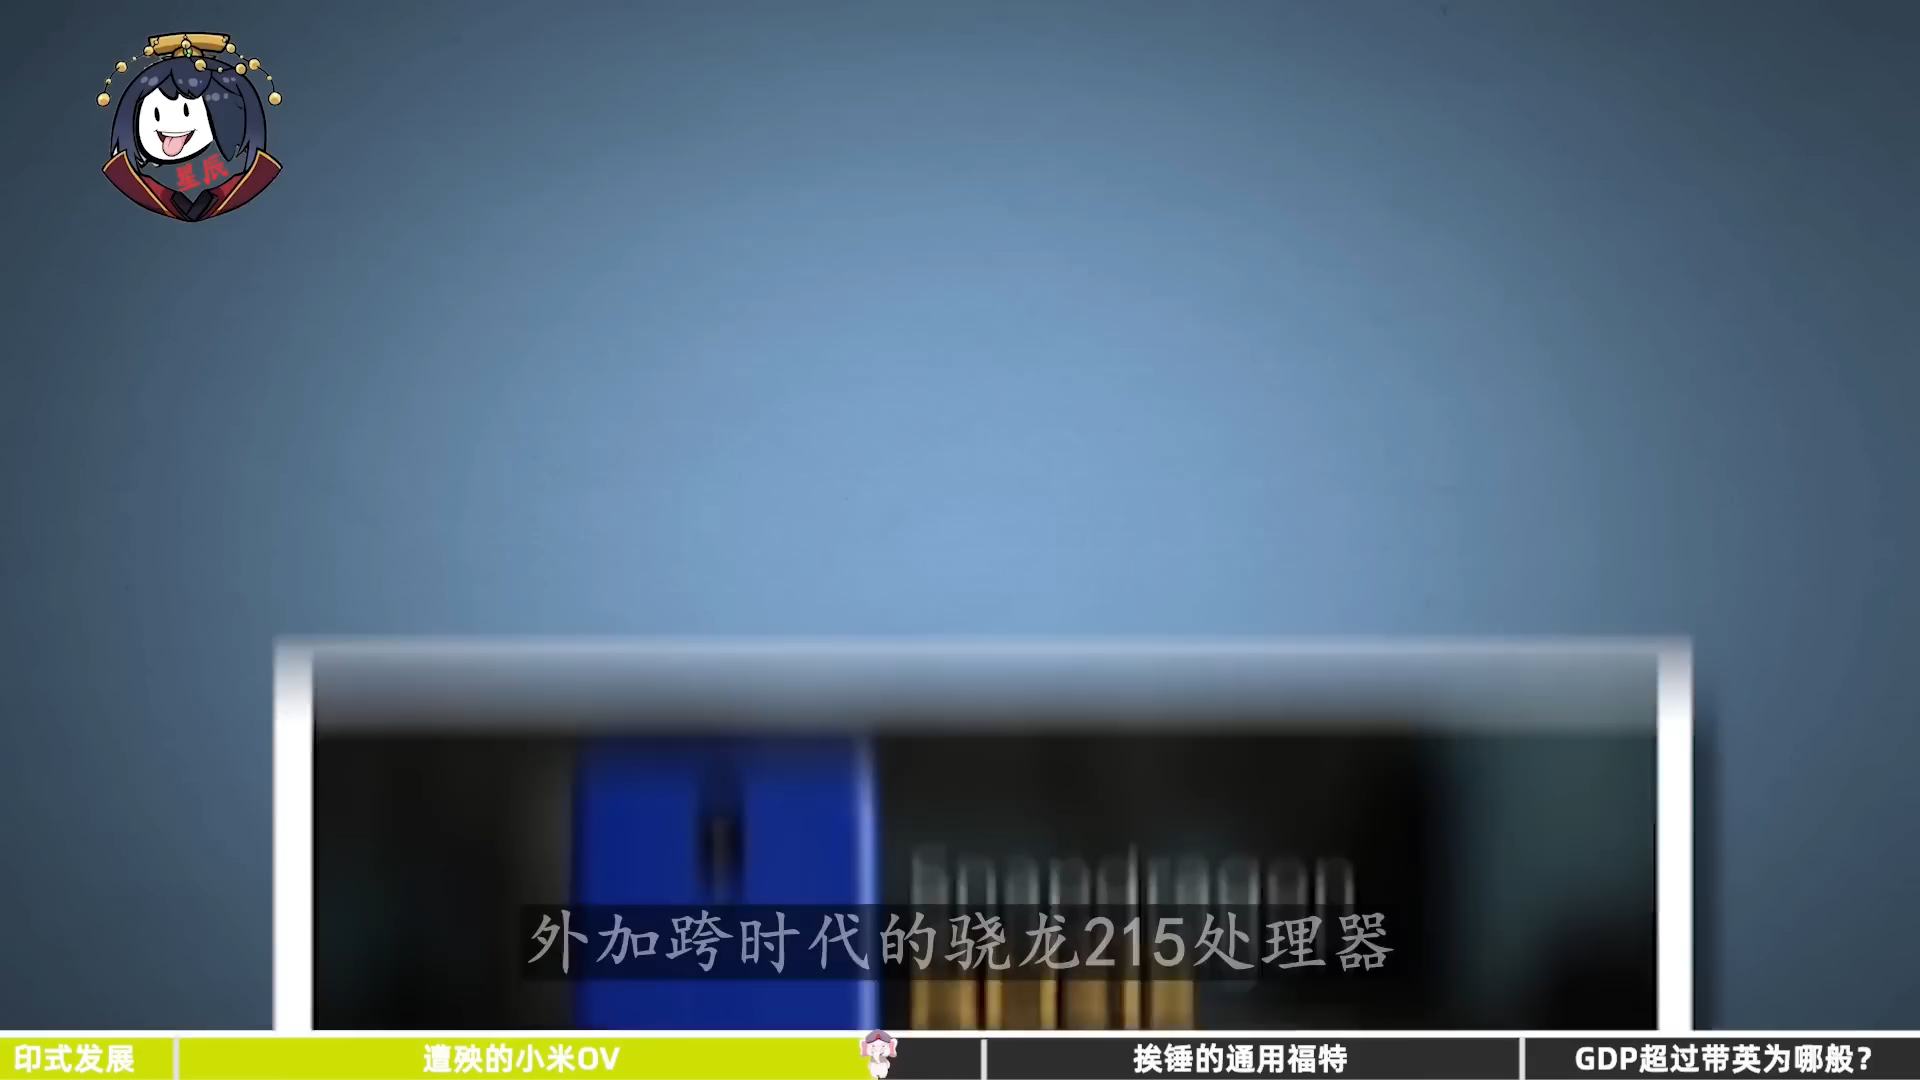 星辰
Snapdragon
外加跨时代的骁龙215处理器
印式发展
遭殃的小米OV
挨锤的通用福特
GDP超过带英为哪般？